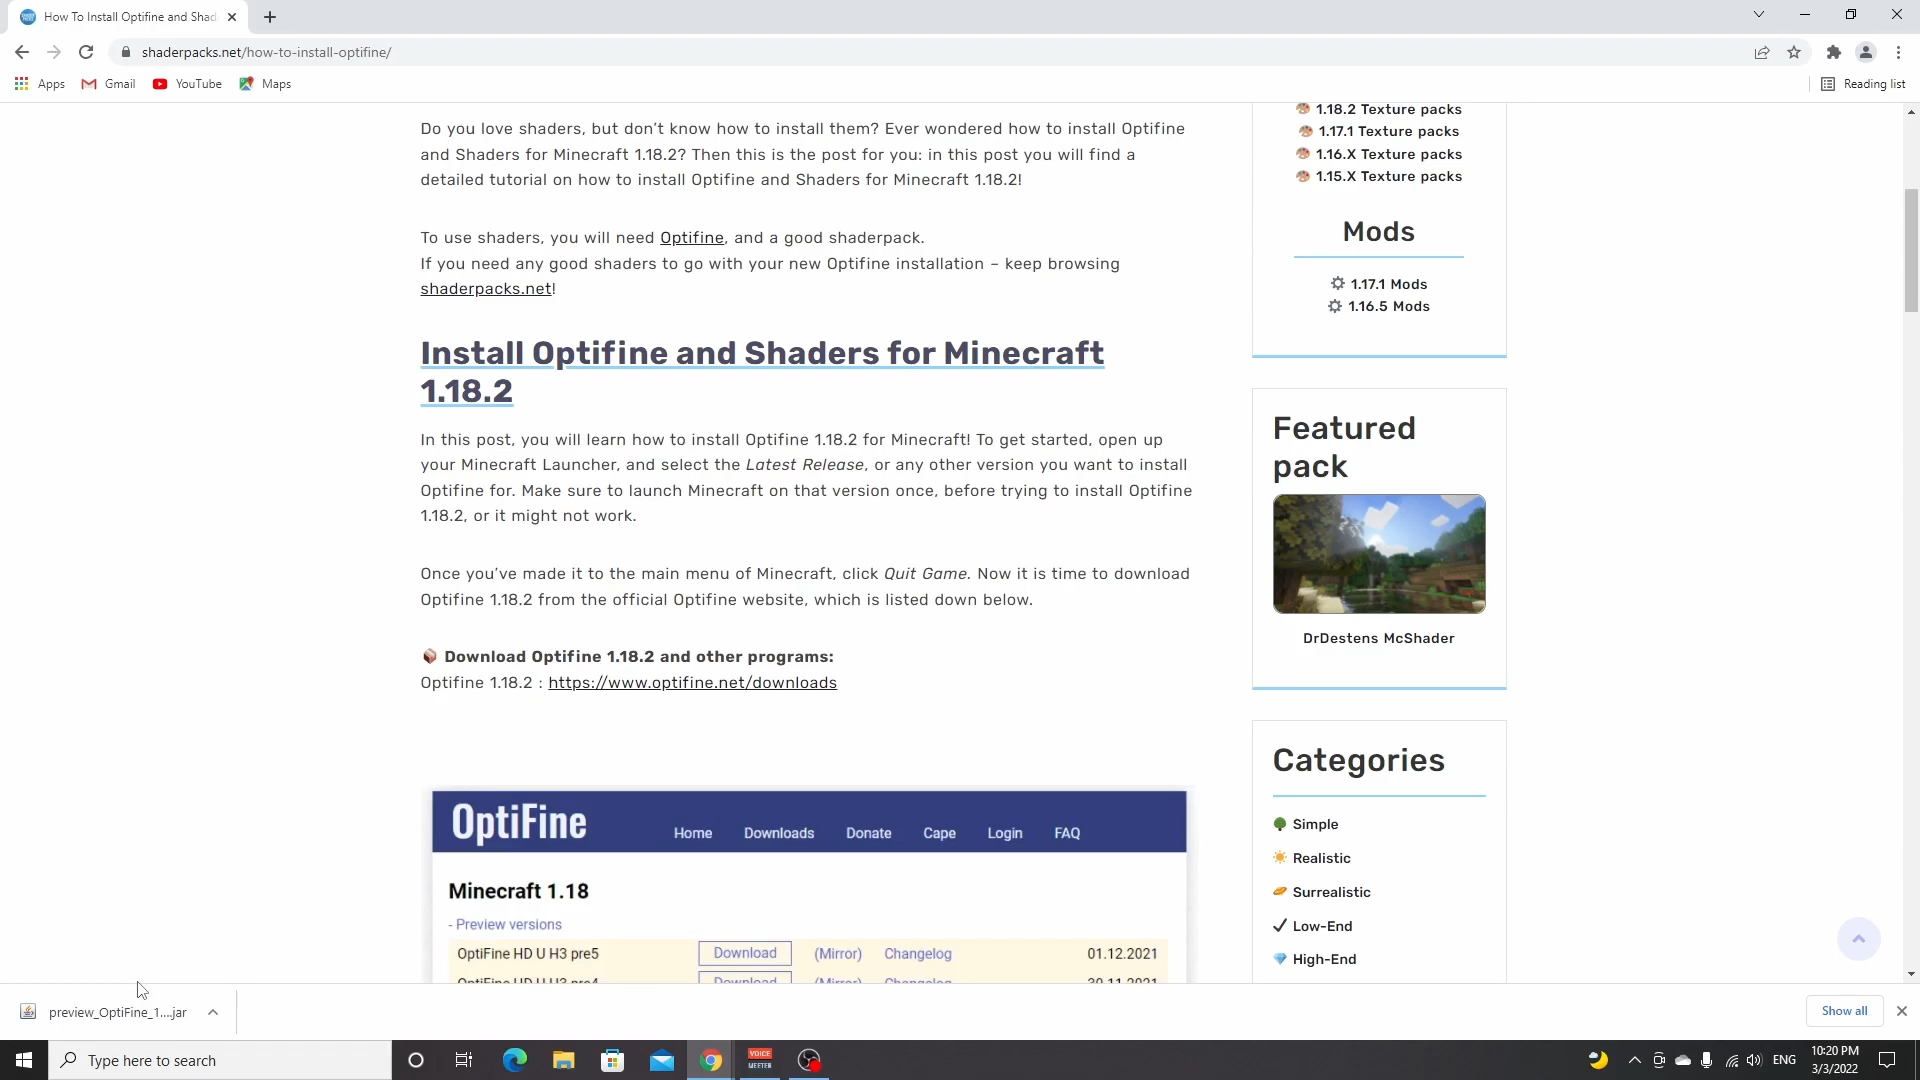 How To Install Optifine and Shad
shaderpacks.net/how-to-install-optifine/
Apps
Gmail
YouTube
Maps
Reading list
Do you love shaders, but don't know how to install them? Ever wondered how to install Optifine
and Shaders for Minecraft 1.18.2? Then this is the post for you: in this post you will find a
detailed tutorial on how to install Optifine and Shaders for Minecraft 1.18.2!
To use shaders, you will need Optifine, and a good shaderpack.
If you need any good shaders to go with your new Optifine installation – keep browsing
shaderpacks.net!
Install Optifine and Shaders for Minecraft
1.18.2
In this post, you will learn how to install Optifine 1.18.2 for Minecraft! To get started, open up
your Minecraft Launcher, and select the Latest Release, or any other version you want to install
Optifine for. Make sure to launch Minecraft on that version once, before trying to install Optifine
1.18.2, or it might not work.
Once you've made it to the main menu of Minecraft, click Quit Game. Now it is time to download
Optifine 1.18.2 from the official Optifine website, which is listed down below.
Download Optifine 1.18.2 and other programs:
Optifine 1.18.2 : https://www.optifine.net/downloads
OptiFine
Home
Downloads
Donate
Cape
Login
FAQ
Minecraft 1.18
- Preview versions
OptiFine HD U H3 pre5
Download
(Mirror)
Changelog
01.12.2021
OptiFine HD U H3 pre4
Download
(Mirror)
Changelog
30.11.2021
1.18.2 Texture packs
1.17.1 Texture packs
1.16.X Texture packs
1.15.X Texture packs
Mods
1.17.1 Mods
1.16.5 Mods
Featured
pack
DrDestens McShader
Categories
Simple
Realistic
Surrealistic
Low-End
High-End
preview_OptiFine_1....jar
Show all
Type here to search
VOICE
MEETER
ENG
10:20 PM
3/3/2022